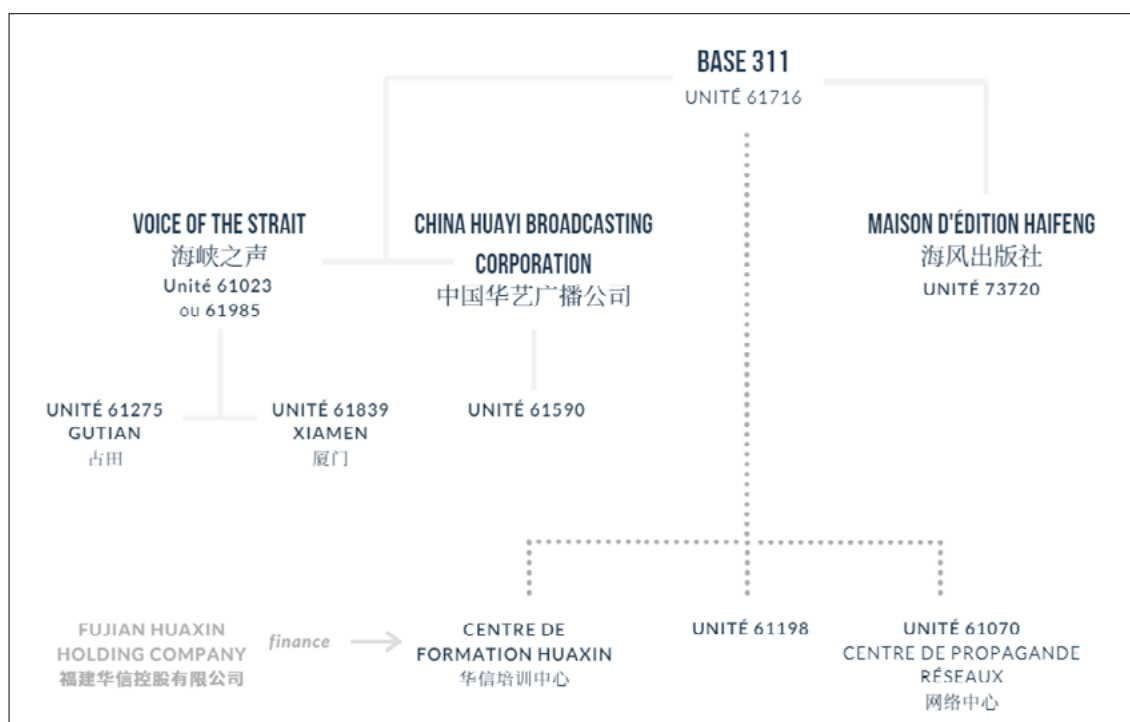 BASE 311
UNITÉ 61716
VOICE OF THE STRAIT
海峡之声
Unité 61023
OU 61985
CHINA HUAYI BROADCASTING
CORPORATION
中国华艺广播公司
MAISON D'ÉDITION HAIFENG
海风出版社
UNITÉ 73720
UNITÉ 61275
GUTIAN
古田
UNITÉ 61839
XIAMEN
厦门
UNITÉ 61590
FUJIAN HUAXIN
HOLDING COMPANY
福建华信控股有限公司
finance
CENTRE DE
FORMATION HUAXIN
华信培训中心
UNITÉ 61198
UNITÉ 61070
CENTRE DE PROPAGANDE
RÉSEAUX
网络中心